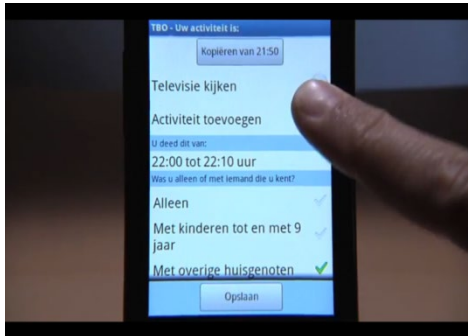 TBO - Uw activiteit is:
Kopiëren van 21:50
Televisie kijken
Activiteit toevoegen
U deed dit van:
22:00 tot 22:10 uur
Was u alleen of met iemand die u kent?
Alleen
Met kinderen tot en met 9
jaar
Met overige huisgenoten
Opslaan